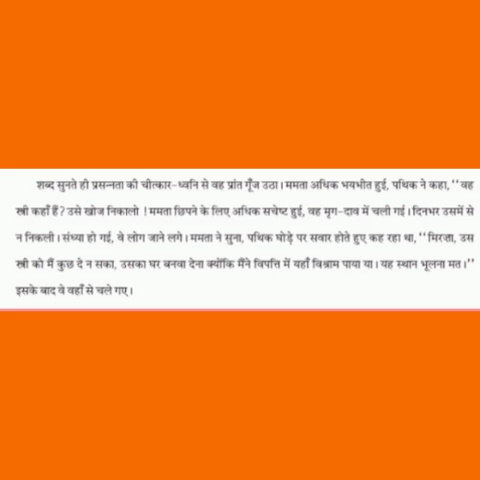 शब्द सुनते ही प्रसन्नता की चीत्कार-ध्वनि से वह प्रांत गूँज उठा। ममता अधिक भयभीत हुई, पथिक ने कहा, ‘‘वह
स्त्री कहाँ है? उसे खोज निकालो ! ममता छिपने के लिए अधिक सचेष्ट हुई, वह मृग-दाव में चली गई। दिनभर उसमें से
न निकली। संध्या हो गई, वे लोग जाने लगे। ममता ने सुना, पथिक घोड़े पर सवार होते हुए कह रहा था, ‘‘मिरजा, उस
स्त्री को मैं कुछ दे न सका, उसका घर बनवा देना क्योंकि मैंने विपत्ति में यहाँ विश्राम पाया या। यह स्थान भूलना मत।’’
इसके बाद वे वहाँ से चले गए।